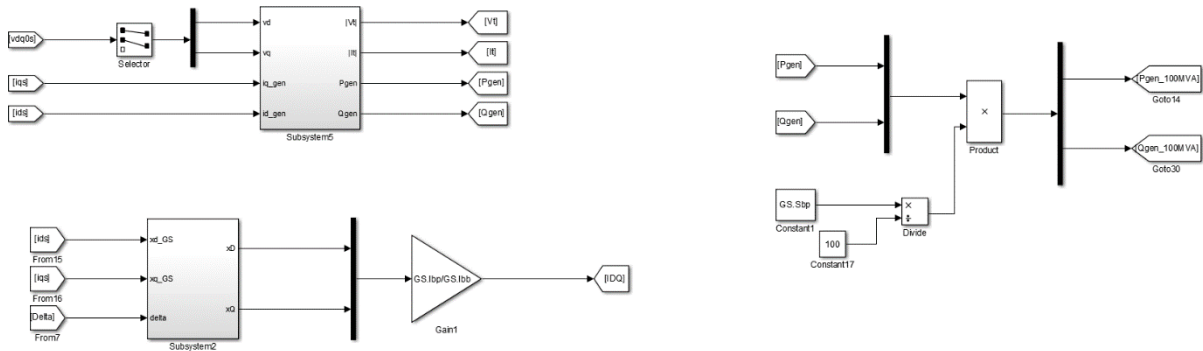 [vdq0s]
Selector
[iqs]
[ids]
vd
vq
iq_gen
id_gen
|Vt|
|It|
Pgen
Qgen
Subsystem5
[Vt]
[It]
[Pgen]
[Qgen]
[ids]
From15
[iqs]
From16
[Delta]
From7
xd_GS
xq_GS
delta
xD
xQ
Subsystem2
GS.Ibp/GS.Ibb
Gain1
[IDQ]
[Pgen]
[Qgen]
GS.Sbp
Constant1
100
Constant17
×
÷
Divide
×
Product
[Pgen_100MVA]
Goto14
[Qgen_100MVA]
Goto30